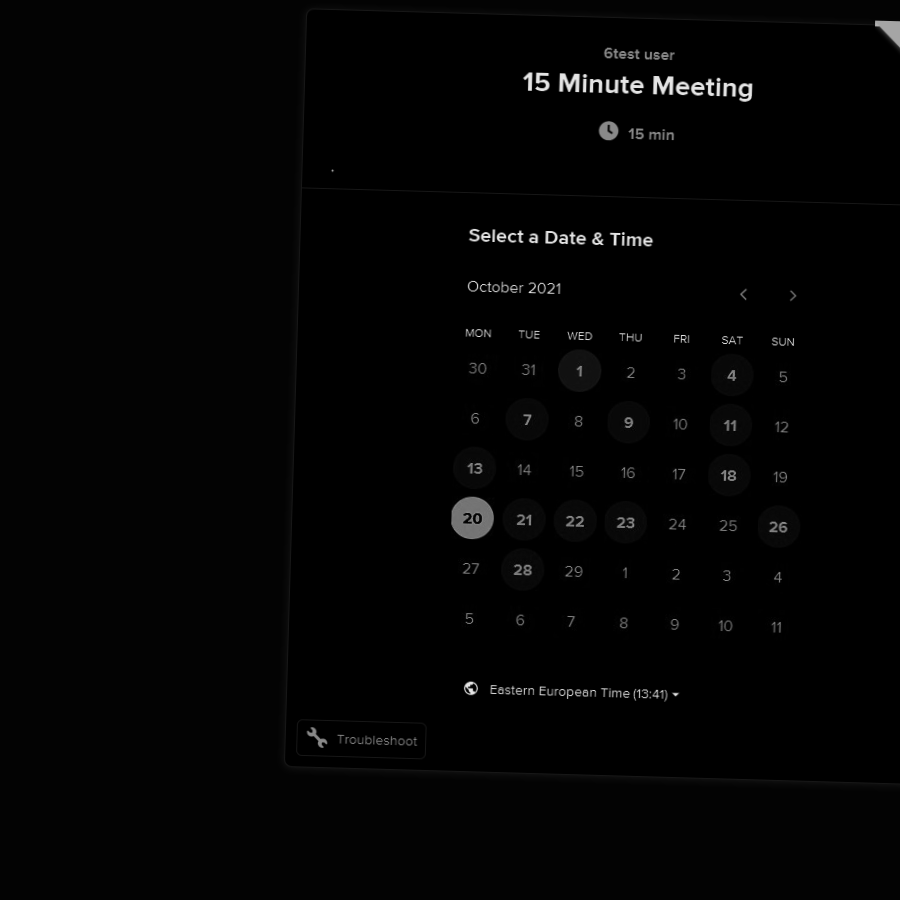 6test user
15 Minute Meeting
15 min
Select a Date & Time
October 2021
MON TUE WED THU FRI SAT SUN
30 31 1 2 3 4 5
6 7 8 9 10 11 12
13 14 15 16 17 18 19
20 21 22 23 24 25 26
27 28 29 1 2 3 4
5 6 7 8 9 10 11
Eastern European Time (13:41)
Troubleshoot